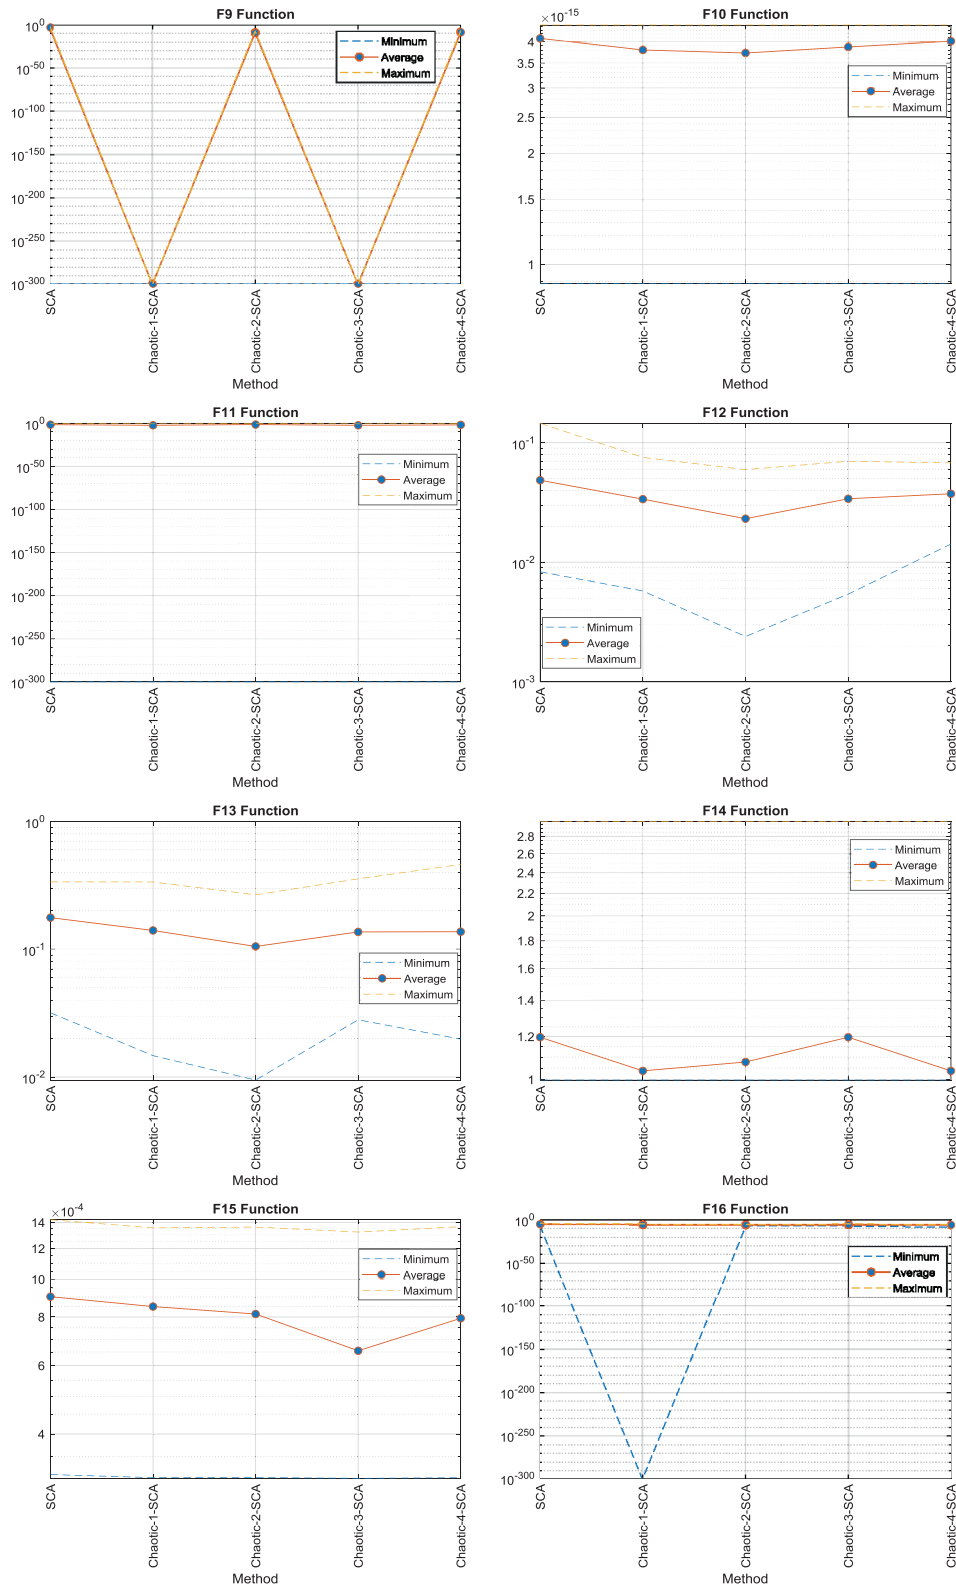 F9 Function
10^0
10^-50
10^-100
10^-150
10^-200
10^-250
10^-300
Minimum
Average
Maximum
SCA
Chaotic-1-SCA
Chaotic-2-SCA
Chaotic-3-SCA
Chaotic-4-SCA
Method
F10 Function
×10^-15
4
3.5
3
2.5
2
1.5
1
Minimum
Average
Maximum
SCA
Chaotic-1-SCA
Chaotic-2-SCA
Chaotic-3-SCA
Chaotic-4-SCA
Method
F11 Function
10^0
10^-50
10^-100
10^-150
10^-200
10^-250
10^-300
Minimum
Average
Maximum
SCA
Chaotic-1-SCA
Chaotic-2-SCA
Chaotic-3-SCA
Chaotic-4-SCA
Method
F12 Function
10^-1
10^-2
10^-3
Minimum
Average
Maximum
SCA
Chaotic-1-SCA
Chaotic-2-SCA
Chaotic-3-SCA
Chaotic-4-SCA
Method
F13 Function
10^0
10^-1
10^-2
Minimum
Average
Maximum
SCA
Chaotic-1-SCA
Chaotic-2-SCA
Chaotic-3-SCA
Chaotic-4-SCA
Method
F14 Function
2.8
2.6
2.4
2.2
2
1.8
1.6
1.4
1.2
1
Minimum
Average
Maximum
SCA
Chaotic-1-SCA
Chaotic-2-SCA
Chaotic-3-SCA
Chaotic-4-SCA
Method
F15 Function
×10^-4
14
12
10
8
6
4
Minimum
Average
Maximum
SCA
Chaotic-1-SCA
Chaotic-2-SCA
Chaotic-3-SCA
Chaotic-4-SCA
Method
F16 Function
10^0
10^-50
10^-100
10^-150
10^-200
10^-250
10^-300
Minimum
Average
Maximum
SCA
Chaotic-1-SCA
Chaotic-2-SCA
Chaotic-3-SCA
Chaotic-4-SCA
Method